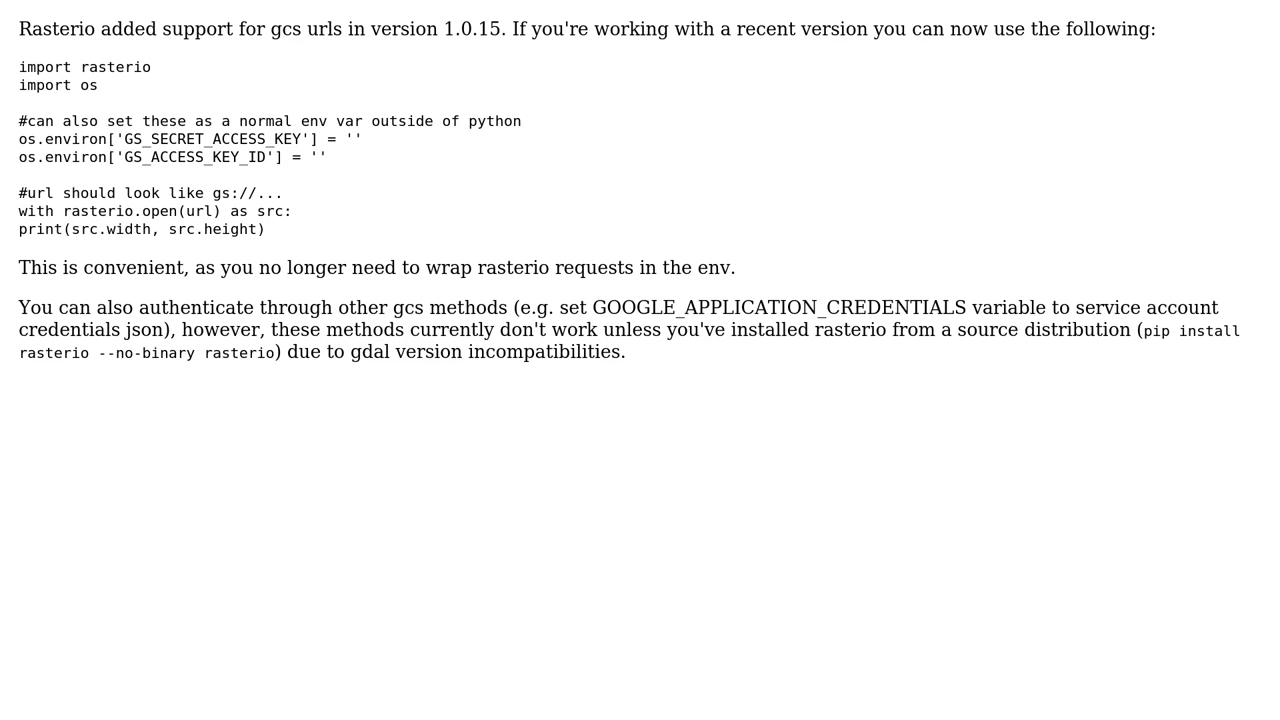 Rasterio added support for gcs urls in version 1.0.15. If you're working with a recent version you can now use the following:
import rasterio
import os
#can also set these as a normal env var outside of python
os.environ['GS_SECRET_ACCESS_KEY'] = ''
os.environ['GS_ACCESS_KEY_ID'] = ''
#url should look like gs://...
with rasterio.open(url) as src:
print(src.width, src.height)
This is convenient, as you no longer need to wrap rasterio requests in the env.
You can also authenticate through other gcs methods (e.g. set GOOGLE_APPLICATION_CREDENTIALS variable to service account
credentials json), however, these methods currently don't work unless you've installed rasterio from a source distribution (pip install
rasterio --no-binary rasterio) due to gdal version incompatibilities.